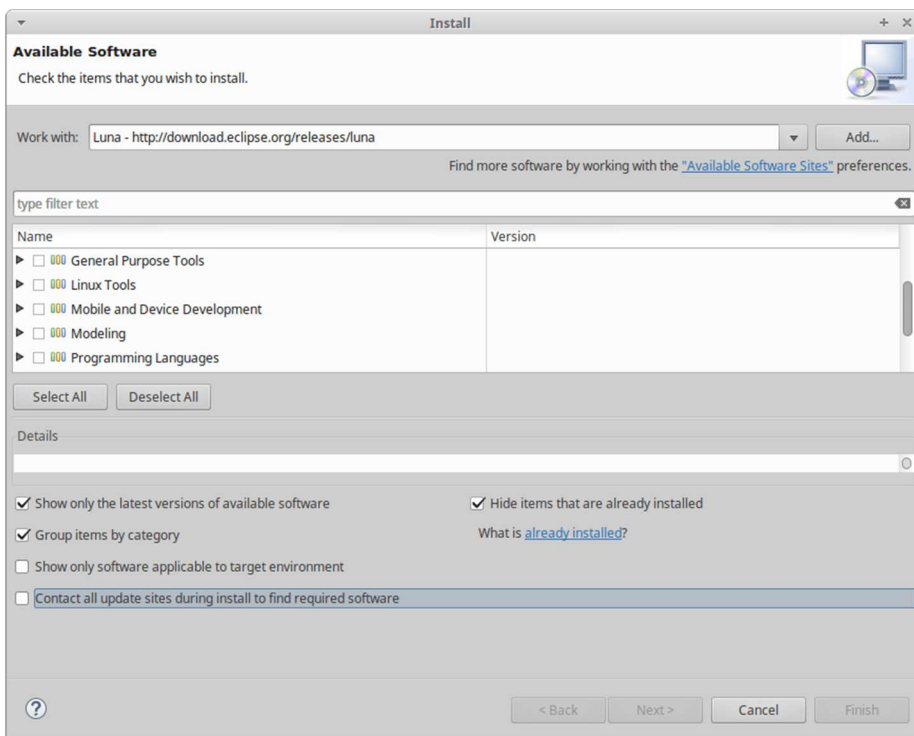 Install
Available Software
Check the items that you wish to install.
Work with: Luna - http://download.eclipse.org/releases/luna Add...
Find more software by working with the "Available Software Sites" preferences.
type filter text
Name Version
General Purpose Tools
Linux Tools
Mobile and Device Development
Modeling
Programming Languages
Select All Deselect All
Details
Show only the latest versions of available software Hide items that are already installed
Group items by category What is already installed?
Show only software applicable to target environment
Contact all update sites during install to find required software
? < Back Next > Cancel Finish